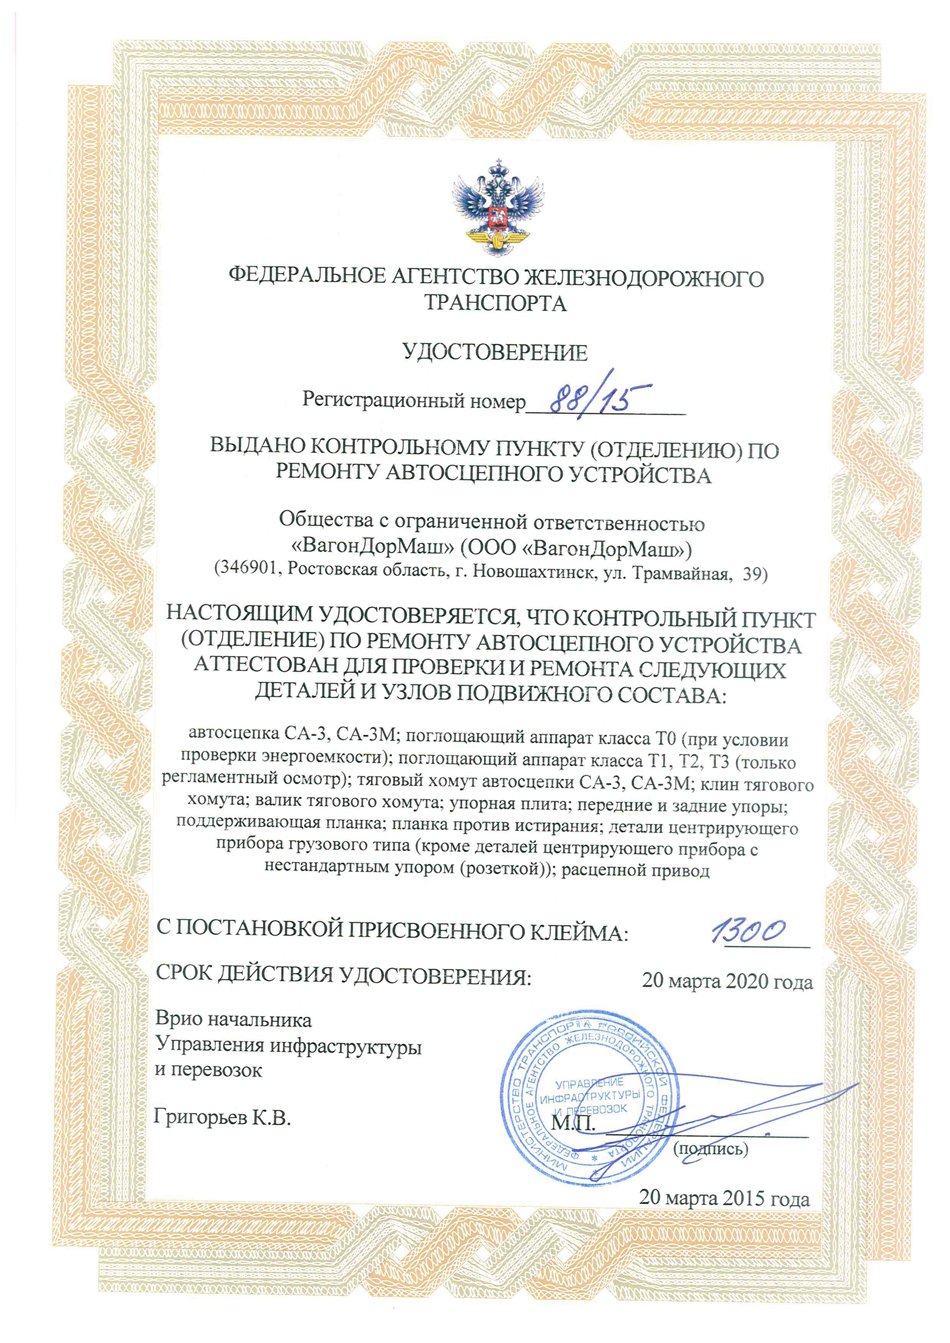 ФЕДЕРАЛЬНОЕ АГЕНТСТВО ЖЕЛЕЗНОДОРОЖНОГО
ТРАНСПОРТА
УДОСТОВЕРЕНИЕ
Регистрационный номер 88/15
ВЫДАНО КОНТРОЛЬНОМУ ПУНКТУ (ОТДЕЛЕНИЮ) ПО
РЕМОНТУ АВТОСЦЕПНОГО УСТРОЙСТВА
Общества с ограниченной ответственностью
«ВагонДорМаш» (ООО «ВагонДорМаш»)
(346901, Ростовская область, г. Новошахтинск, ул. Трамвайная, 39)
НАСТОЯЩИМ УДОСТОВЕРЯЕТСЯ, ЧТО КОНТРОЛЬНЫЙ ПУНКТ
(ОТДЕЛЕНИЕ) ПО РЕМОНТУ АВТОСЦЕПНОГО УСТРОЙСТВА
АТТЕСТОВАН ДЛЯ ПРОВЕРКИ И РЕМОНТА СЛЕДУЮЩИХ
ДЕТАЛЕЙ И УЗЛОВ ПОДВИЖНОГО СОСТАВА:
автосцепка СА-3, СА-3М; поглощающий аппарат класса Т0 (при условии
проверки энергоемкости); поглощающий аппарат класса Т1, Т2, Т3 (только
регламентный осмотр); тяговый хомут автосцепки СА-3, СА-3М; клин тягового
хомута; валик тягового хомута; упорная плита; передние и задние упоры;
поддерживающая планка; планка против истирания; детали центрирующего
прибора грузового типа (кроме деталей центрирующего прибора с
нестандартным упором (розеткой)); расцепной привод
С ПОСТАНОВКОЙ ПРИСВОЕННОГО КЛЕЙМА: 1300
СРОК ДЕЙСТВИЯ УДОСТОВЕРЕНИЯ: 20 марта 2020 года
Врио начальника
Управления инфраструктуры
и перевозок
Григорьев К.В.
МИНИСТЕРСТВО ТРАНСПОРТА РОССИЙСКОЙ ФЕДЕРАЦИИ
ФЕДЕРАЛЬНОЕ АГЕНТСТВО ЖЕЛЕЗНОДОРОЖНОГО ТРАНСПОРТА
УПРАВЛЕНИЕ
ИНФРАСТРУКТУРЫ
И ПЕРЕВОЗОК
М.П.
(подпись)
20 марта 2015 года